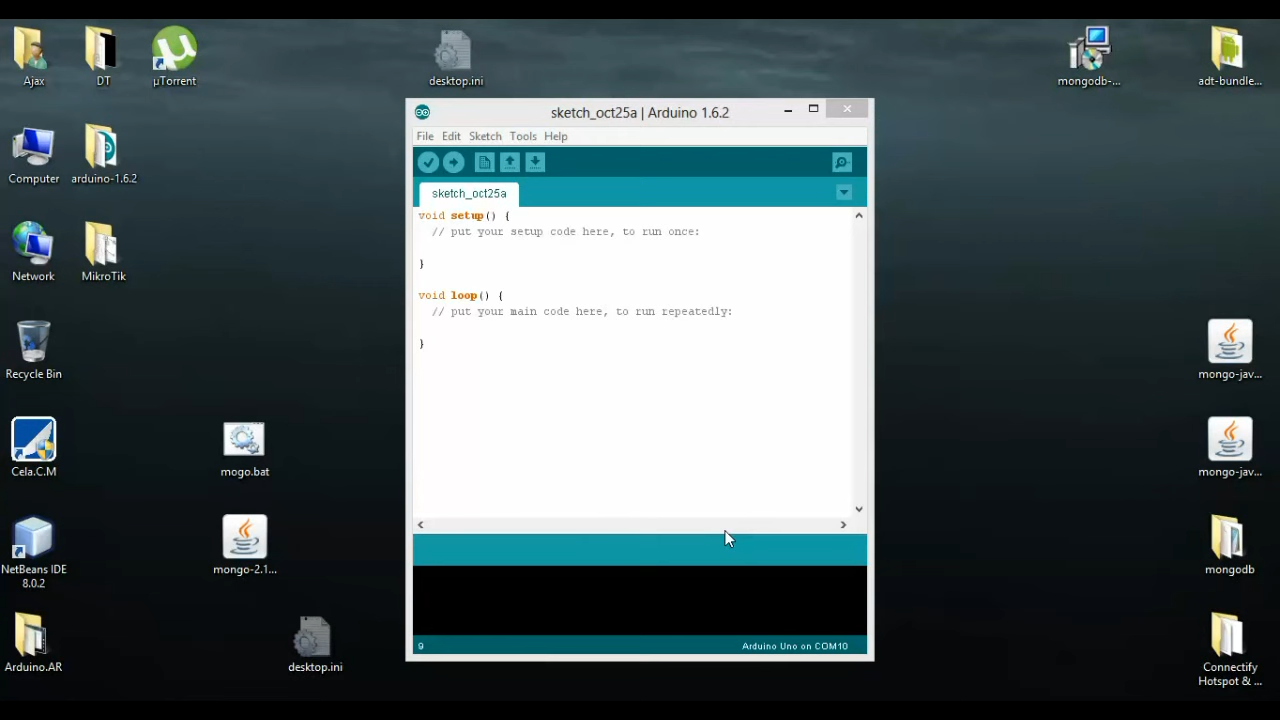 Ajax
DT
µTorrent
desktop.ini
mongodb-...
adt-bundle...
Computer
arduino-1.6.2
Network
MikroTik
Recycle Bin
Cela.C.M
mogo.bat
NetBeans IDE
8.0.2
mongo-2.1...
Arduino.AR
desktop.ini
sketch_oct25a | Arduino 1.6.2
File Edit Sketch Tools Help
sketch_oct25a
void setup() {
// put your setup code here, to run once:
}
void loop() {
// put your main code here, to run repeatedly:
}
9
Arduino Uno on COM10
mongo-jav...
mongo-jav...
mongodb
Connectify
Hotspot & ...